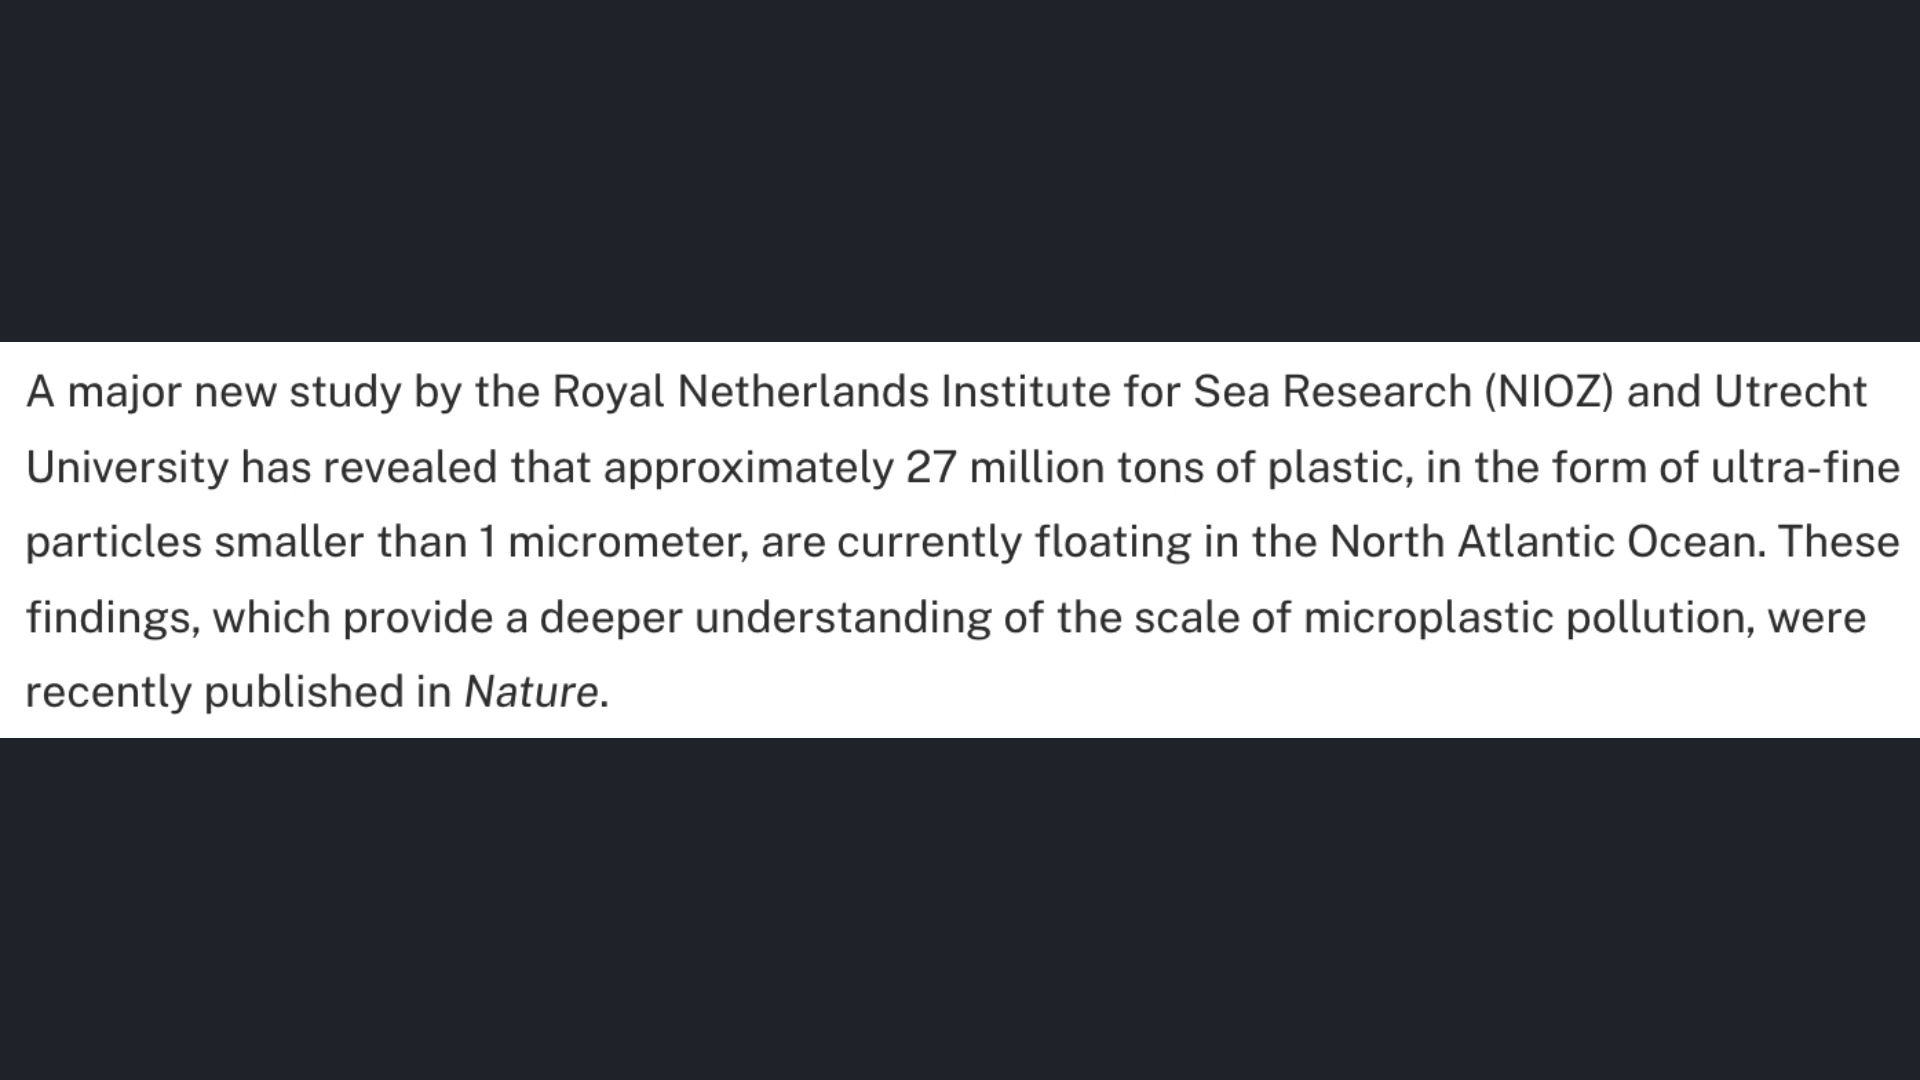 A major new study by the Royal Netherlands Institute for Sea Research (NIOZ) and Utrecht
University has revealed that approximately 27 million tons of plastic, in the form of ultra-fine
particles smaller than 1 micrometer, are currently floating in the North Atlantic Ocean. These
findings, which provide a deeper understanding of the scale of microplastic pollution, were
recently published in Nature.